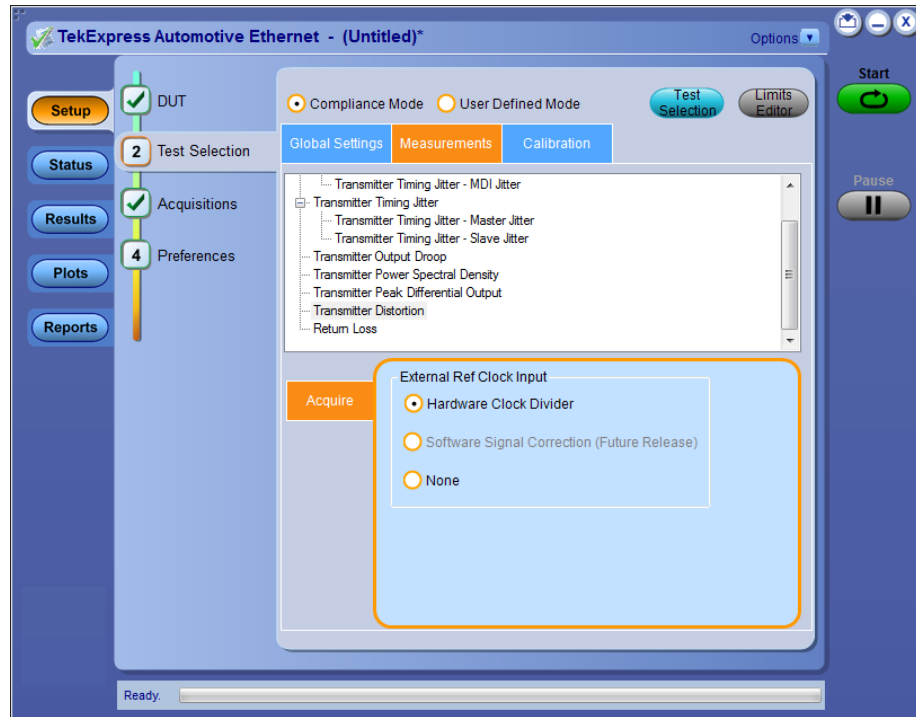 TekExpress Automotive Ethernet - (Untitled)*
Options
Start
Setup
Status
Results
Plots
Reports
DUT
2 Test Selection
Acquisitions
4 Preferences
Compliance Mode
User Defined Mode
Test Selection
Limits Editor
Global Settings
Measurements
Calibration
Transmitter Timing Jitter - MDI Jitter
Transmitter Timing Jitter
Transmitter Timing Jitter - Master Jitter
Transmitter Timing Jitter - Slave Jitter
Transmitter Output Droop
Transmitter Power Spectral Density
Transmitter Peak Differential Output
Transmitter Distortion
Return Loss
Pause
Acquire
External Ref Clock Input
Hardware Clock Divider
Software Signal Correction (Future Release)
None
Ready.